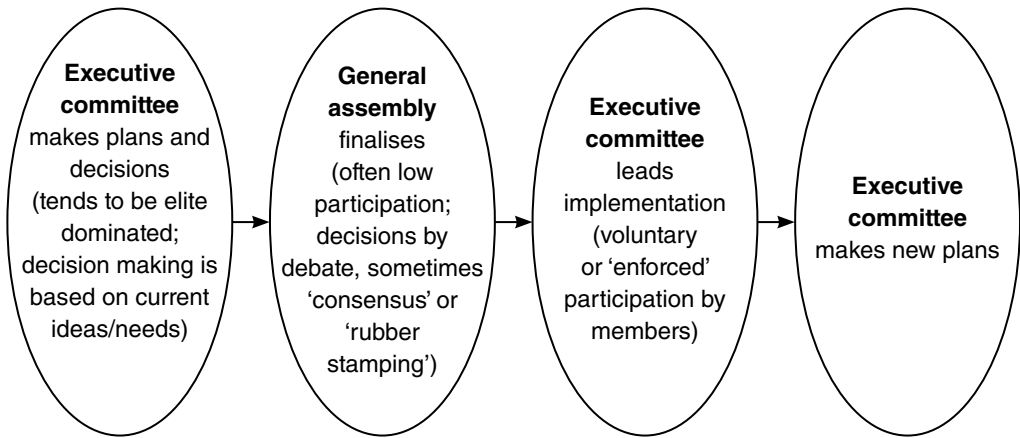 Executive
committee
makes plans and
decisions
(tends to be elite
dominated;
decision making is
based on current
ideas/needs)
General
assembly
finalises
(often low
participation;
decisions by
debate, sometimes
‘consensus’ or
‘rubber
stamping’)
Executive
committee
leads
implementation
(voluntary
or ‘enforced’
participation by
members)
Executive
committee
makes new plans